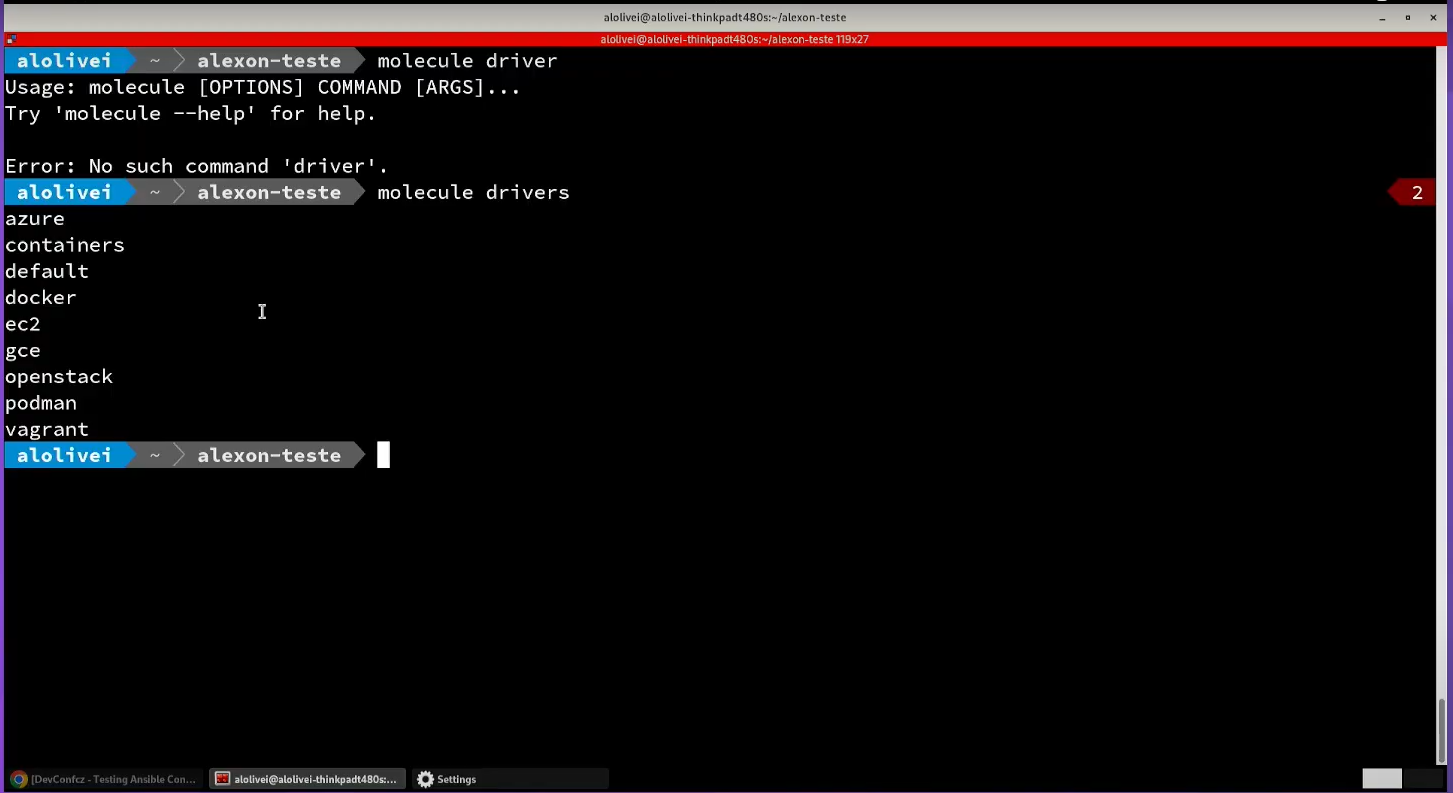 alolivei@alolivei-thinkpadt480s:~/alexon-teste
alolivei@alolivei-thinkpadt480s:~/alexon-teste 119x27
alolivei ~ alexon-teste molecule driver
Usage: molecule [OPTIONS] COMMAND [ARGS]...
Try 'molecule --help' for help.
Error: No such command 'driver'.
alolivei ~ alexon-teste molecule drivers 2
azure
containers
default
docker
ec2
gce
openstack
podman
vagrant
alolivei ~ alexon-teste
[DevConfcz - Testing Ansible Con... alolivei@alolivei-thinkpadt480s:... Settings